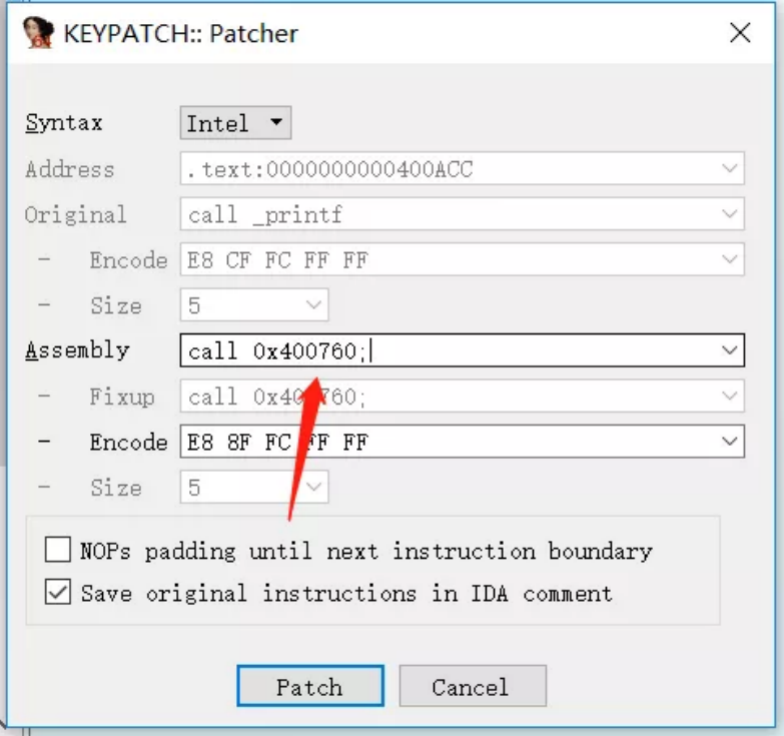 KEYPATCH:: Patcher
Syntax Intel
Address .text:0000000000400ACC
Original call _printf
- Encode E8 CF FC FF FF
- Size 5
Assembly call 0x400760;
- Fixup call 0x400760;
- Encode E8 8F FC FF FF
- Size 5
NOPs padding until next instruction boundary
Save original instructions in IDA comment
Patch Cancel